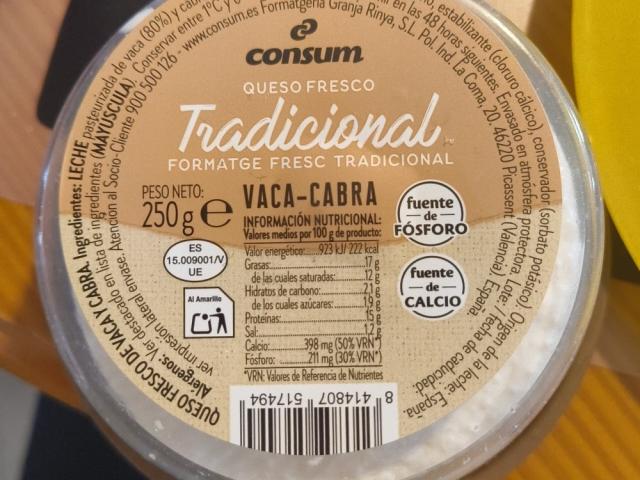 consum
QUESO FRESCO
Tradicional
FORMATGE FRESC TRADICIONAL
PESO NETO:
250 g e
VACA-CABRA
INFORMACIÓN NUTRICIONAL:
Valores medios por 100 g de producto:
Valor energético: 923 kJ/ 222 kcal
Grasas: 17 g
de las cuales saturadas: 12 g
Hidratos de carbono: 2,1 g
de los cuales azúcares: 1,9 g
Proteínas: 15 g
Sal: 1,2 g
Calcio: 398 mg (50% VRN*)
Fósforo: 211 mg (30% VRN*)
*VRN: Valores de Referencia de Nutrientes
fuente
de
FÓSFORO
fuente
de
CALCIO
ES
15.009001/V
UE
Al Amarillo
8 414807 517494
QUESO FRESCO DE VACA Y CABRA. Ingredientes: LECHE pasteurizada de vaca (80%) y
estabilizante (cloruro cálcico), conservador (sorbato potásico). Origen de la leche: España.
Alérgenos: Ver destacado en lista de ingredientes (MAYÚSCULA). Conservar entre 1°C y
en las 48 horas siguientes. Envasado en atmósfera protectora. Lote: / fecha de caducidad:
ver impresión lateral envase. Atención al Socio-Cliente 900 500 126 - www.consum.es Formatgeria Granja Rinya, S.L. Pol. Ind. La Coma, 20, 46220 Picassent (Valencia). España.